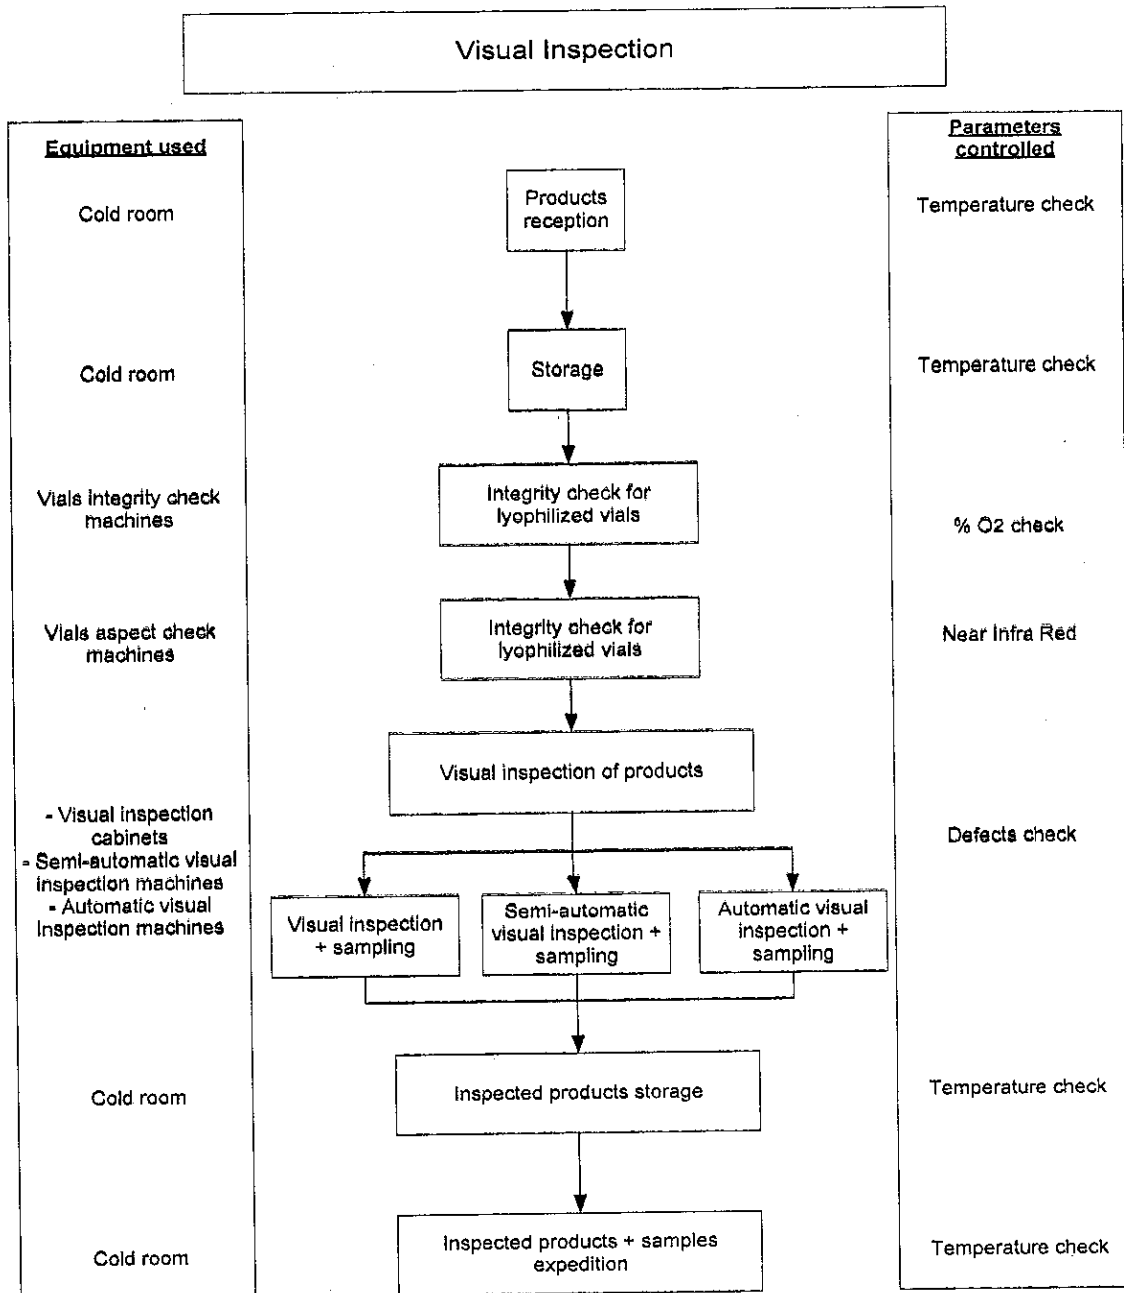 Visual Inspection
Equipment used
Parameters
controlled
Cold room
Products
reception
Temperature check
Cold room
Storage
Temperature check
Vials integrity check
machines
Integrity check for
lyophilized vials
% O2 check
Vials aspect check
machines
Integrity check for
lyophilized vials
Near Infra Red
Visual inspection of products
- Visual inspection
cabinets
- Semi-automatic visual
inspection machines
- Automatic visual
Inspection machines
Defects check
Visual inspection
+ sampling
Semi-automatic
visual inspection +
sampling
Automatic visual
inspection +
sampling
Cold room
Inspected products storage
Temperature check
Cold room
Inspected products + samples
expedition
Temperature check